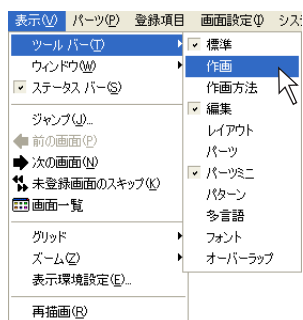 表示(V) パーツ(P) 登録項目 画面設定(I) シス
ツール バー(T)
ウィンドウ(W)
ステータス バー(S)
ジャンプ(J)...
前の画面(P)
次の画面(N)
未登録画面のスキップ(K)
画面一覧
グリッド
ズーム(Z)
表示環境設定(E)...
再描画(R)
標準
作画
作画方法
編集
レイアウト
パーツ
パーツミニ
パターン
多言語
フォント
オーバーラップ